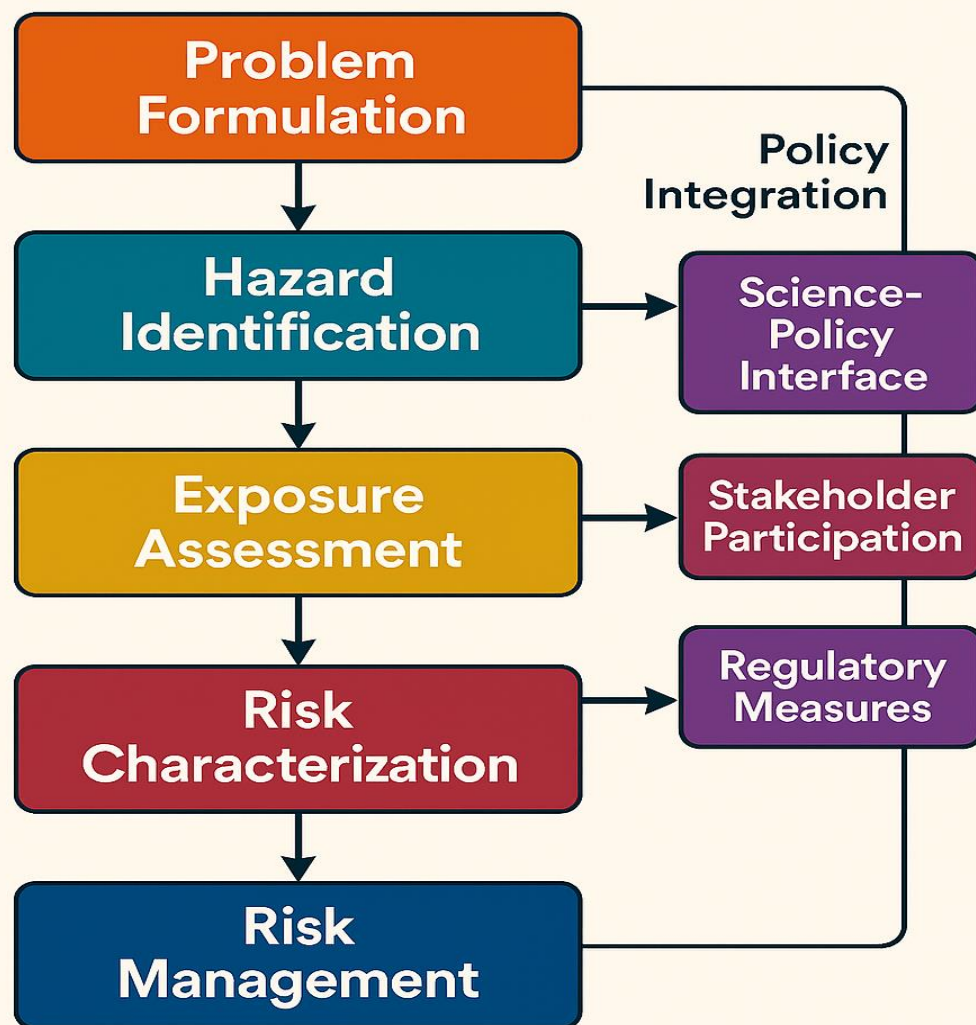 Problem
Formulation
Policy
Integration
Hazard
Identification
Science-
Policy
Interface
Exposure
Assessment
Stakeholder
Participation
Risk
Characterization
Regulatory
Measures
Risk
Management